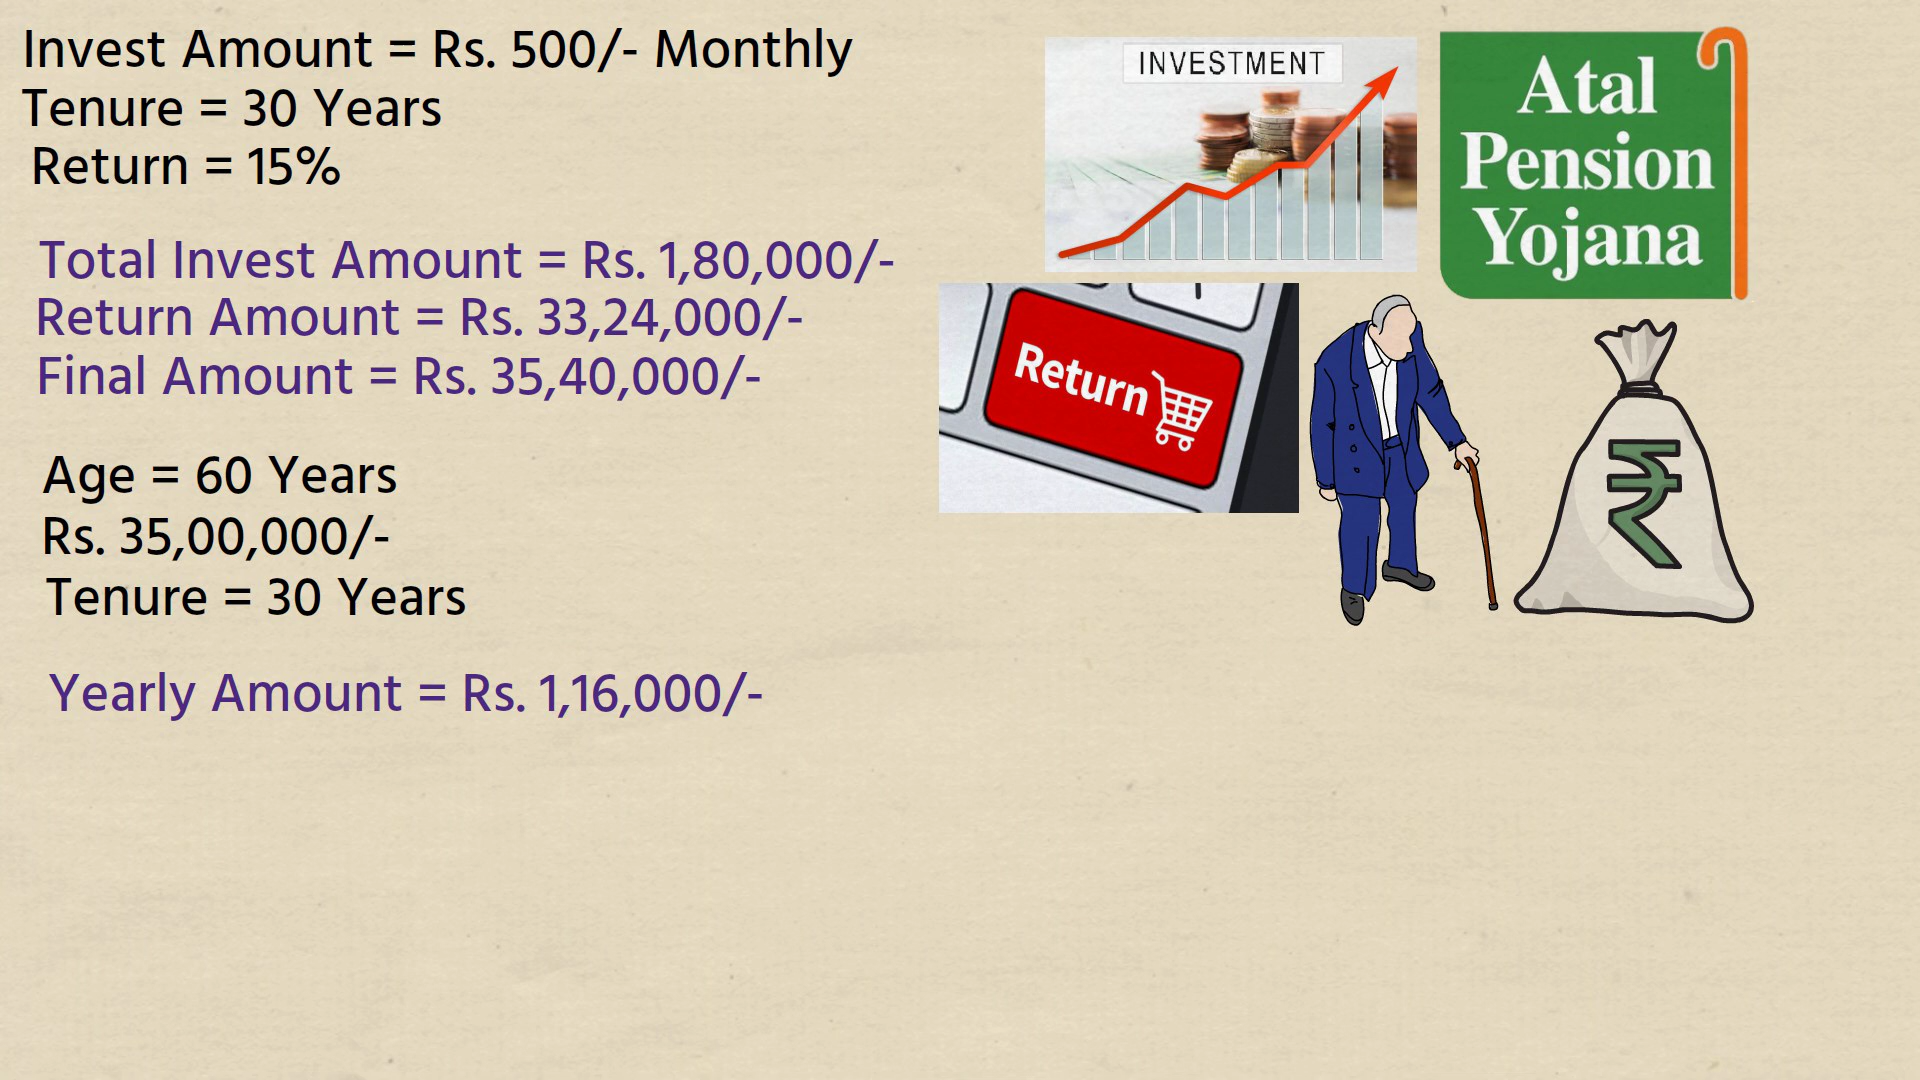 Invest Amount = Rs. 500/- Monthly
Tenure = 30 Years
Return = 15%
Total Invest Amount = Rs. 1,80,000/-
Return Amount = Rs. 33,24,000/-
Final Amount = Rs. 35,40,000/-
Age = 60 Years
Rs. 35,00,000/-
Tenure = 30 Years
Yearly Amount = Rs. 1,16,000/-
INVESTMENT
Atal
Pension
Yojana
Return
₹